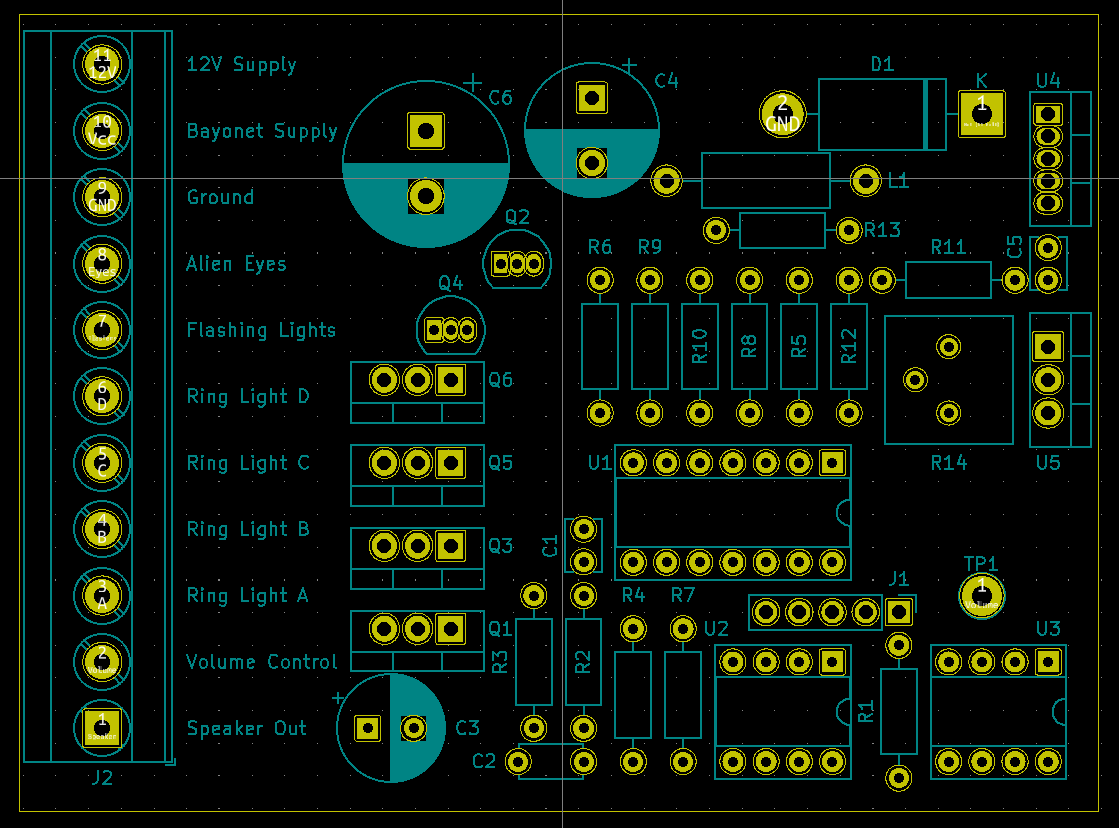 11
12V
12V Supply
10
Vcc
Bayonet Supply
9
GND
Ground
8
Eyes
Alien Eyes
7
Flashing Lights
6
D
Ring Light D
5
C
Ring Light C
4
B
Ring Light B
3
A
Ring Light A
2
Volume
Volume Control
1
Speaker
Speaker Out
J2
+
C6
+
C4
D1
2
GND
K
1
U4
L1
Q2
R13
C5
R6
R9
R11
Q4
R10
R8
R5
R12
Q6
R14
U5
Q5
U1
Q3
C1
TP1
1
Volume
J1
R4
R7
Q1
U2
U3
R3
R2
R1
+
C3
C2